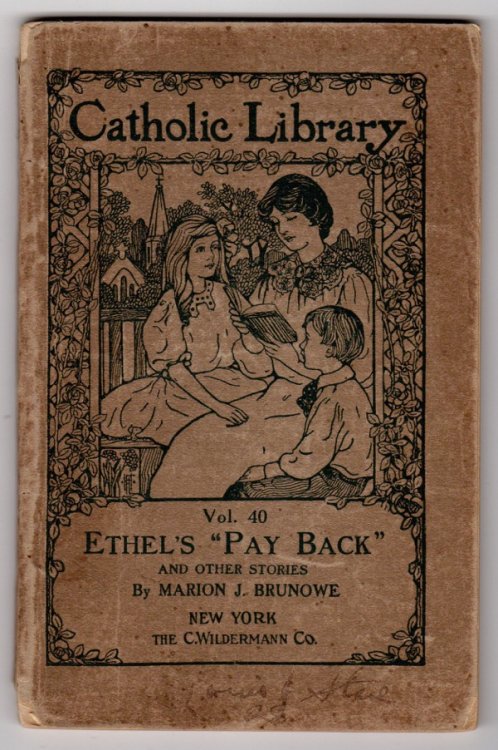 Catholic Library
Vol. 40
ETHEL'S "PAY BACK"
AND OTHER STORIES
By MARION J. BRUNOWE
NEW YORK
THE C. WILDERMANN CO.